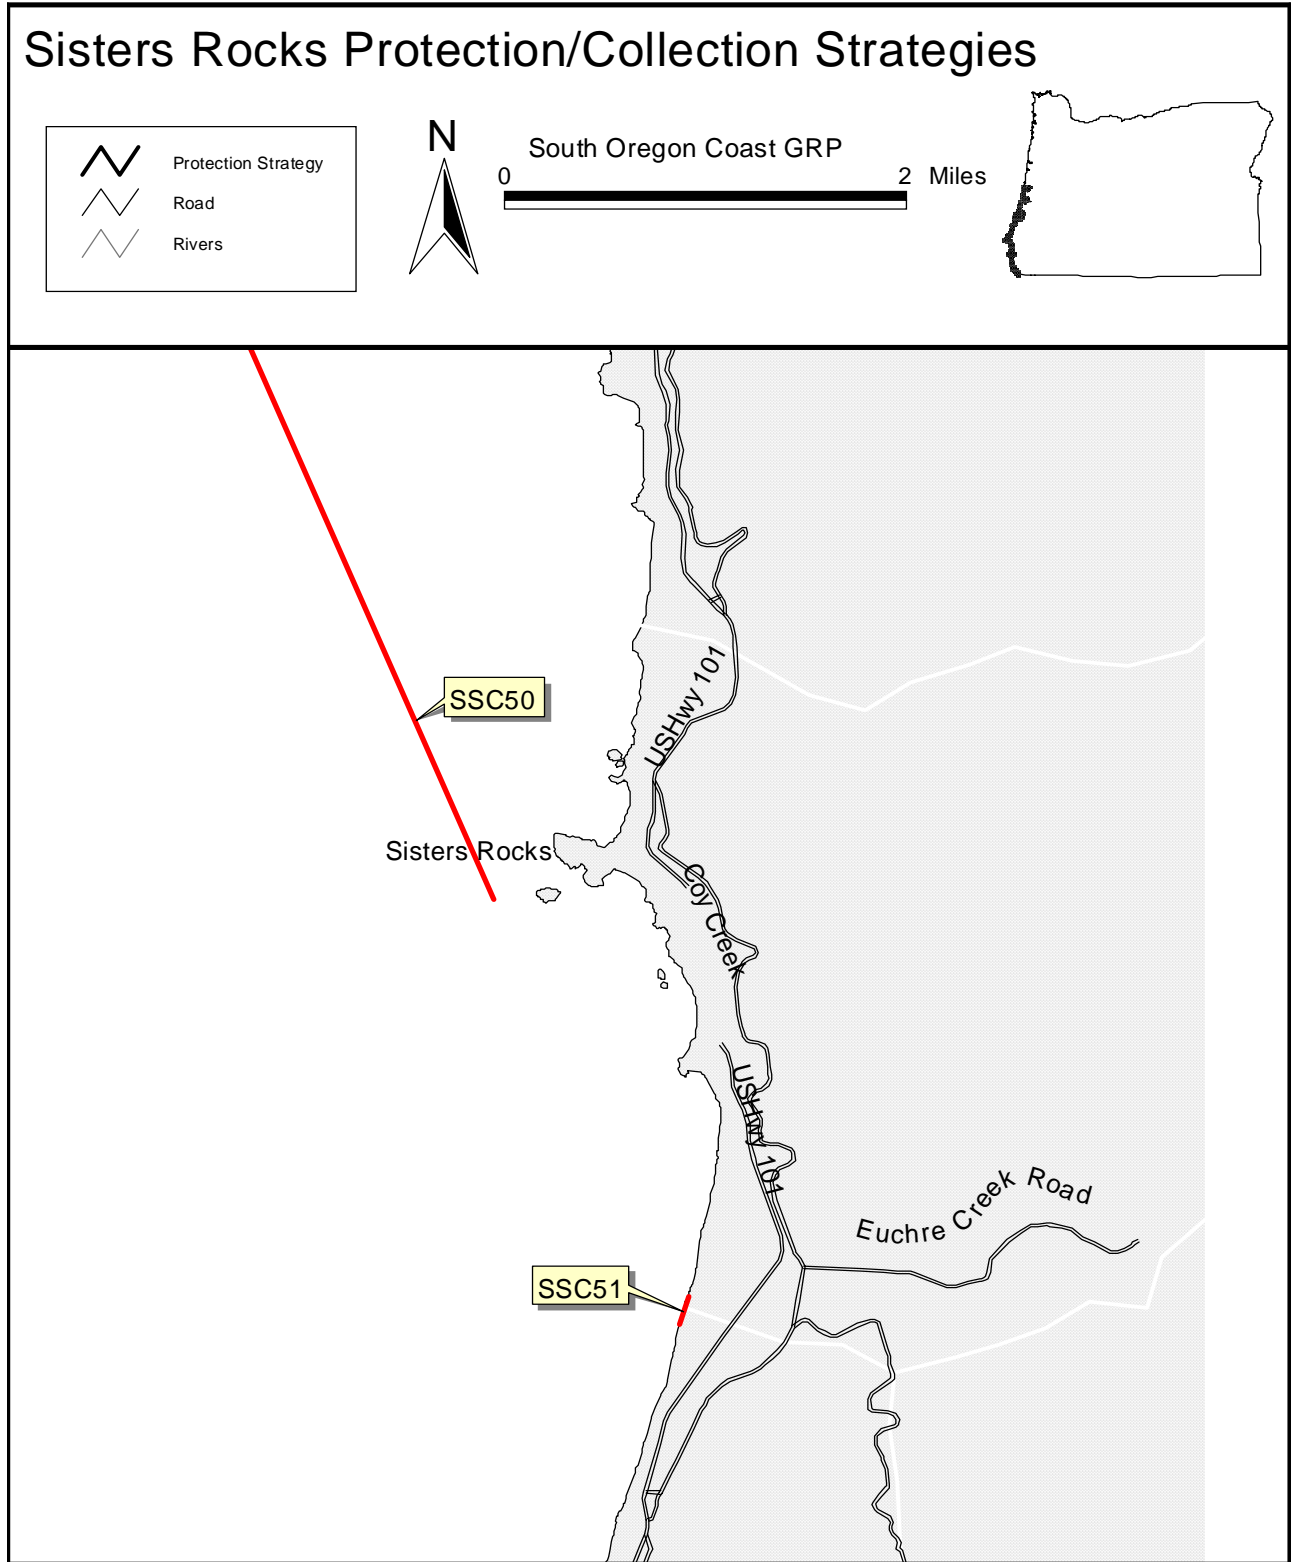 Sisters Rocks Protection/Collection Strategies
Protection Strategy
Road
Rivers
N
South Oregon Coast GRP
0 2 Miles
USHwy 101
SSC50
Sisters Rocks
Coy Creek
USHwy 101
Euchre Creek Road
SSC51